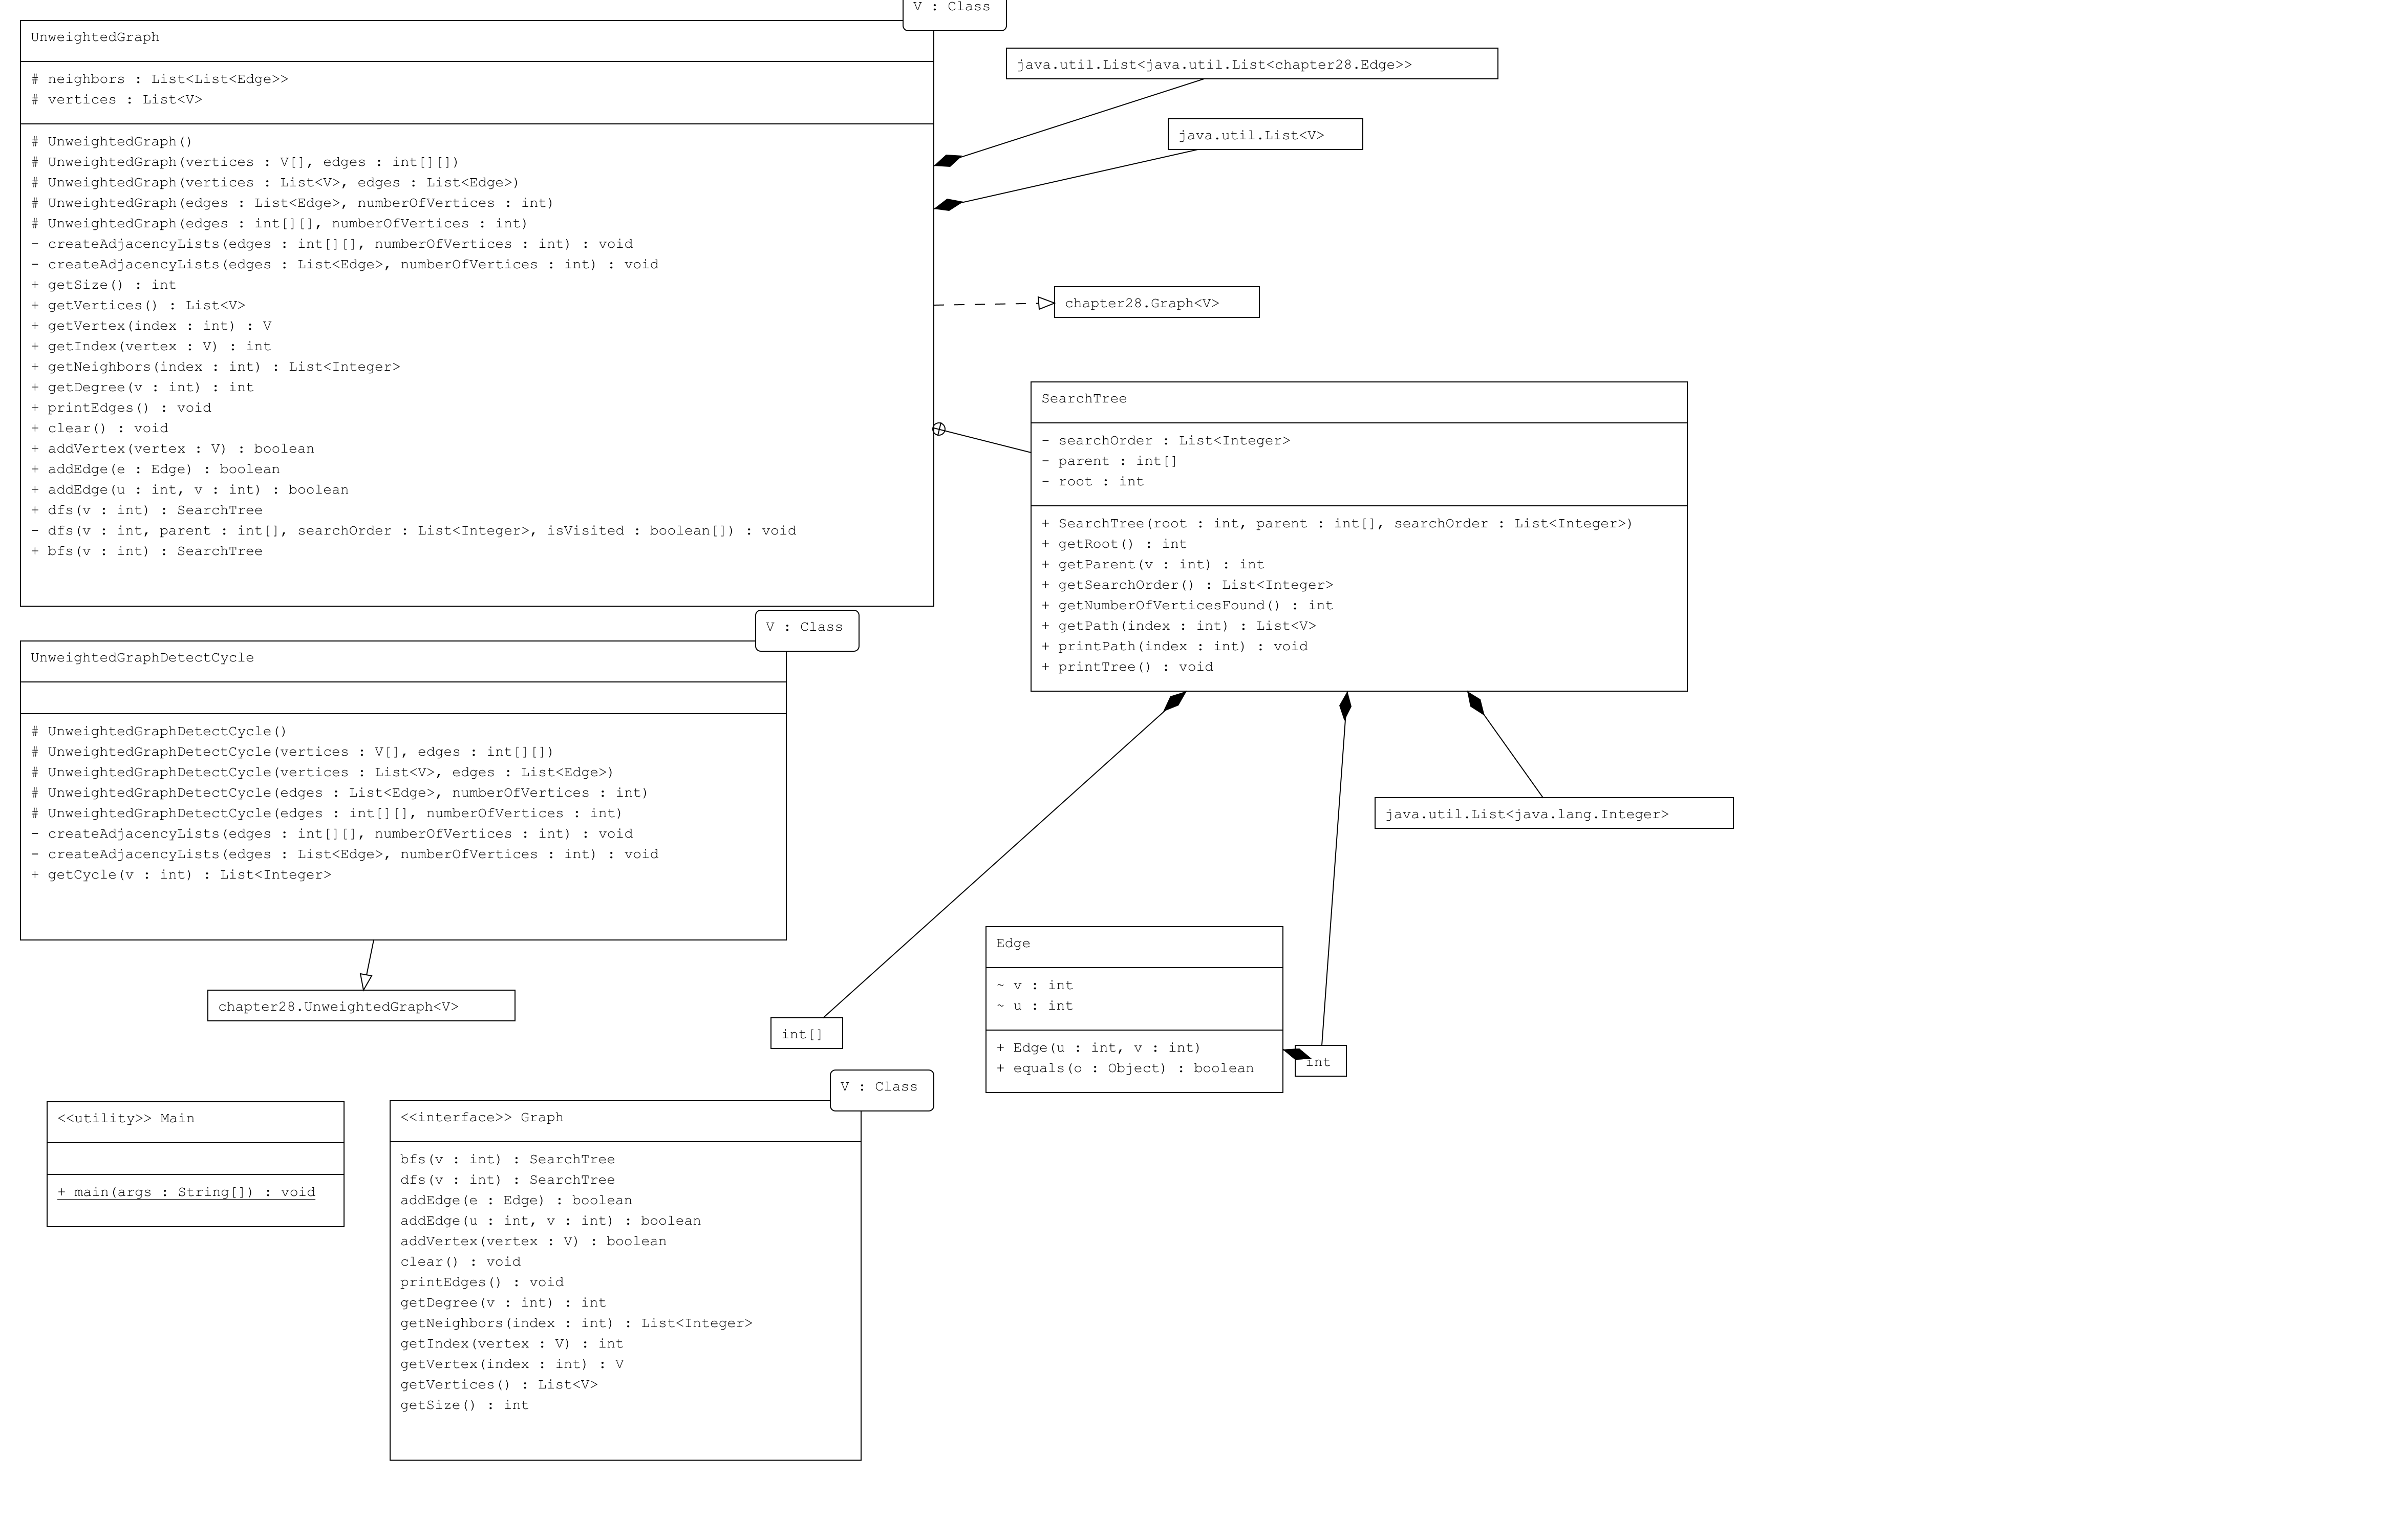 V : Class
UnweightedGraph
# neighbors : List<List<Edge>>
# vertices : List<V>
# UnweightedGraph()
# UnweightedGraph(vertices : V[], edges : int[][])
# UnweightedGraph(vertices : List<V>, edges : List<Edge>)
# UnweightedGraph(edges : List<Edge>, numberOfVertices : int)
# UnweightedGraph(edges : int[][], numberOfVertices : int)
- createAdjacencyLists(edges : int[][], numberOfVertices : int) : void
- createAdjacencyLists(edges : List<Edge>, numberOfVertices : int) : void
+ getSize() : int
+ getVertices() : List<V>
+ getVertex(index : int) : V
+ getIndex(vertex : V) : int
+ getNeighbors(index : int) : List<Integer>
+ getDegree(v : int) : int
+ printEdges() : void
+ clear() : void
+ addVertex(vertex : V) : boolean
+ addEdge(e : Edge) : boolean
+ addEdge(u : int, v : int) : boolean
+ dfs(v : int) : SearchTree
- dfs(v : int, parent : int[], searchOrder : List<Integer>, isVisited : boolean[]) : void
+ bfs(v : int) : SearchTree
java.util.List<java.util.List<chapter28.Edge>>
java.util.List<V>
chapter28.Graph<V>
SearchTree
- searchOrder : List<Integer>
- parent : int[]
- root : int
+ SearchTree(root : int, parent : int[], searchOrder : List<Integer>)
+ getRoot() : int
+ getParent(v : int) : int
+ getSearchOrder() : List<Integer>
+ getNumberOfVerticesFound() : int
+ getPath(index : int) : List<V>
+ printPath(index : int) : void
+ printTree() : void
V : Class
UnweightedGraphDetectCycle
# UnweightedGraphDetectCycle()
# UnweightedGraphDetectCycle(vertices : V[], edges : int[][])
# UnweightedGraphDetectCycle(vertices : List<V>, edges : List<Edge>)
# UnweightedGraphDetectCycle(edges : List<Edge>, numberOfVertices : int)
# UnweightedGraphDetectCycle(edges : int[][], numberOfVertices : int)
- createAdjacencyLists(edges : int[][], numberOfVertices : int) : void
- createAdjacencyLists(edges : List<Edge>, numberOfVertices : int) : void
+ getCycle(v : int) : List<Integer>
java.util.List<java.lang.Integer>
chapter28.UnweightedGraph<V>
int[]
Edge
~ v : int
~ u : int
+ Edge(u : int, v : int)
+ equals(o : Object) : boolean
int
<<utility>> Main
+ main(args : String[]) : void
V : Class
<<interface>> Graph
bfs(v : int) : SearchTree
dfs(v : int) : SearchTree
addEdge(e : Edge) : boolean
addEdge(u : int, v : int) : boolean
addVertex(vertex : V) : boolean
clear() : void
printEdges() : void
getDegree(v : int) : int
getNeighbors(index : int) : List<Integer>
getIndex(vertex : V) : int
getVertex(index : int) : V
getVertices() : List<V>
getSize() : int